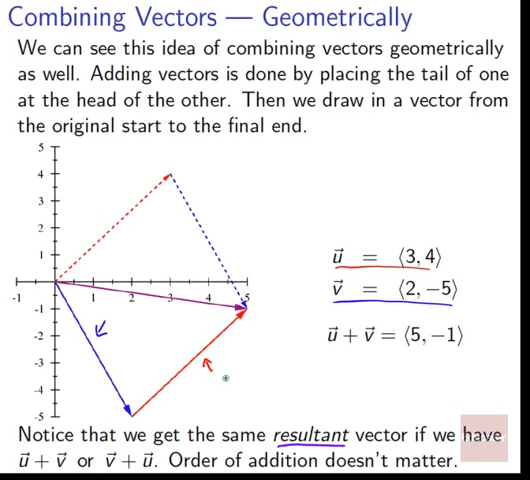 Combining Vectors — Geometrically
We can see this idea of combining vectors geometrically
as well. Adding vectors is done by placing the tail of one
at the head of the other. Then we draw in a vector from
the original start to the final end.
5
4
3
2
1
-1 1 2 3 4 5
-1
-2
-3
-4
-5
u⃗ = ⟨3, 4⟩
v⃗ = ⟨2, −5⟩
u⃗ + v⃗ = ⟨5, −1⟩
Notice that we get the same resultant vector if we have
u⃗ + v⃗ or v⃗ + u⃗. Order of addition doesn't matter.